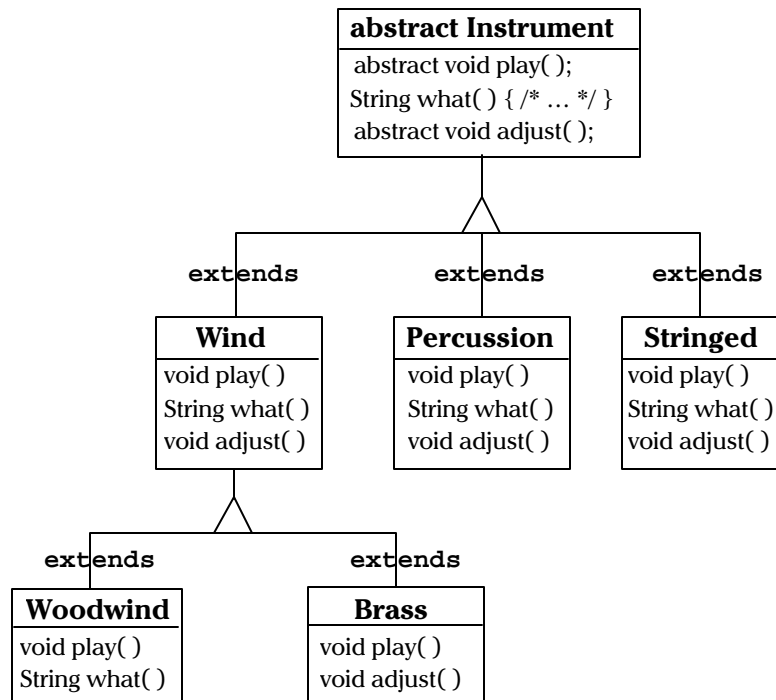 abstract Instrument
abstract void play( );
String what( ) { /* … */ }
abstract void adjust( );
extends extends extends
Wind
void play( )
String what( )
void adjust( )
Percussion
void play( )
String what( )
void adjust( )
Stringed
void play( )
String what( )
void adjust( )
extends extends
Woodwind
void play( )
String what( )
Brass
void play( )
void adjust( )